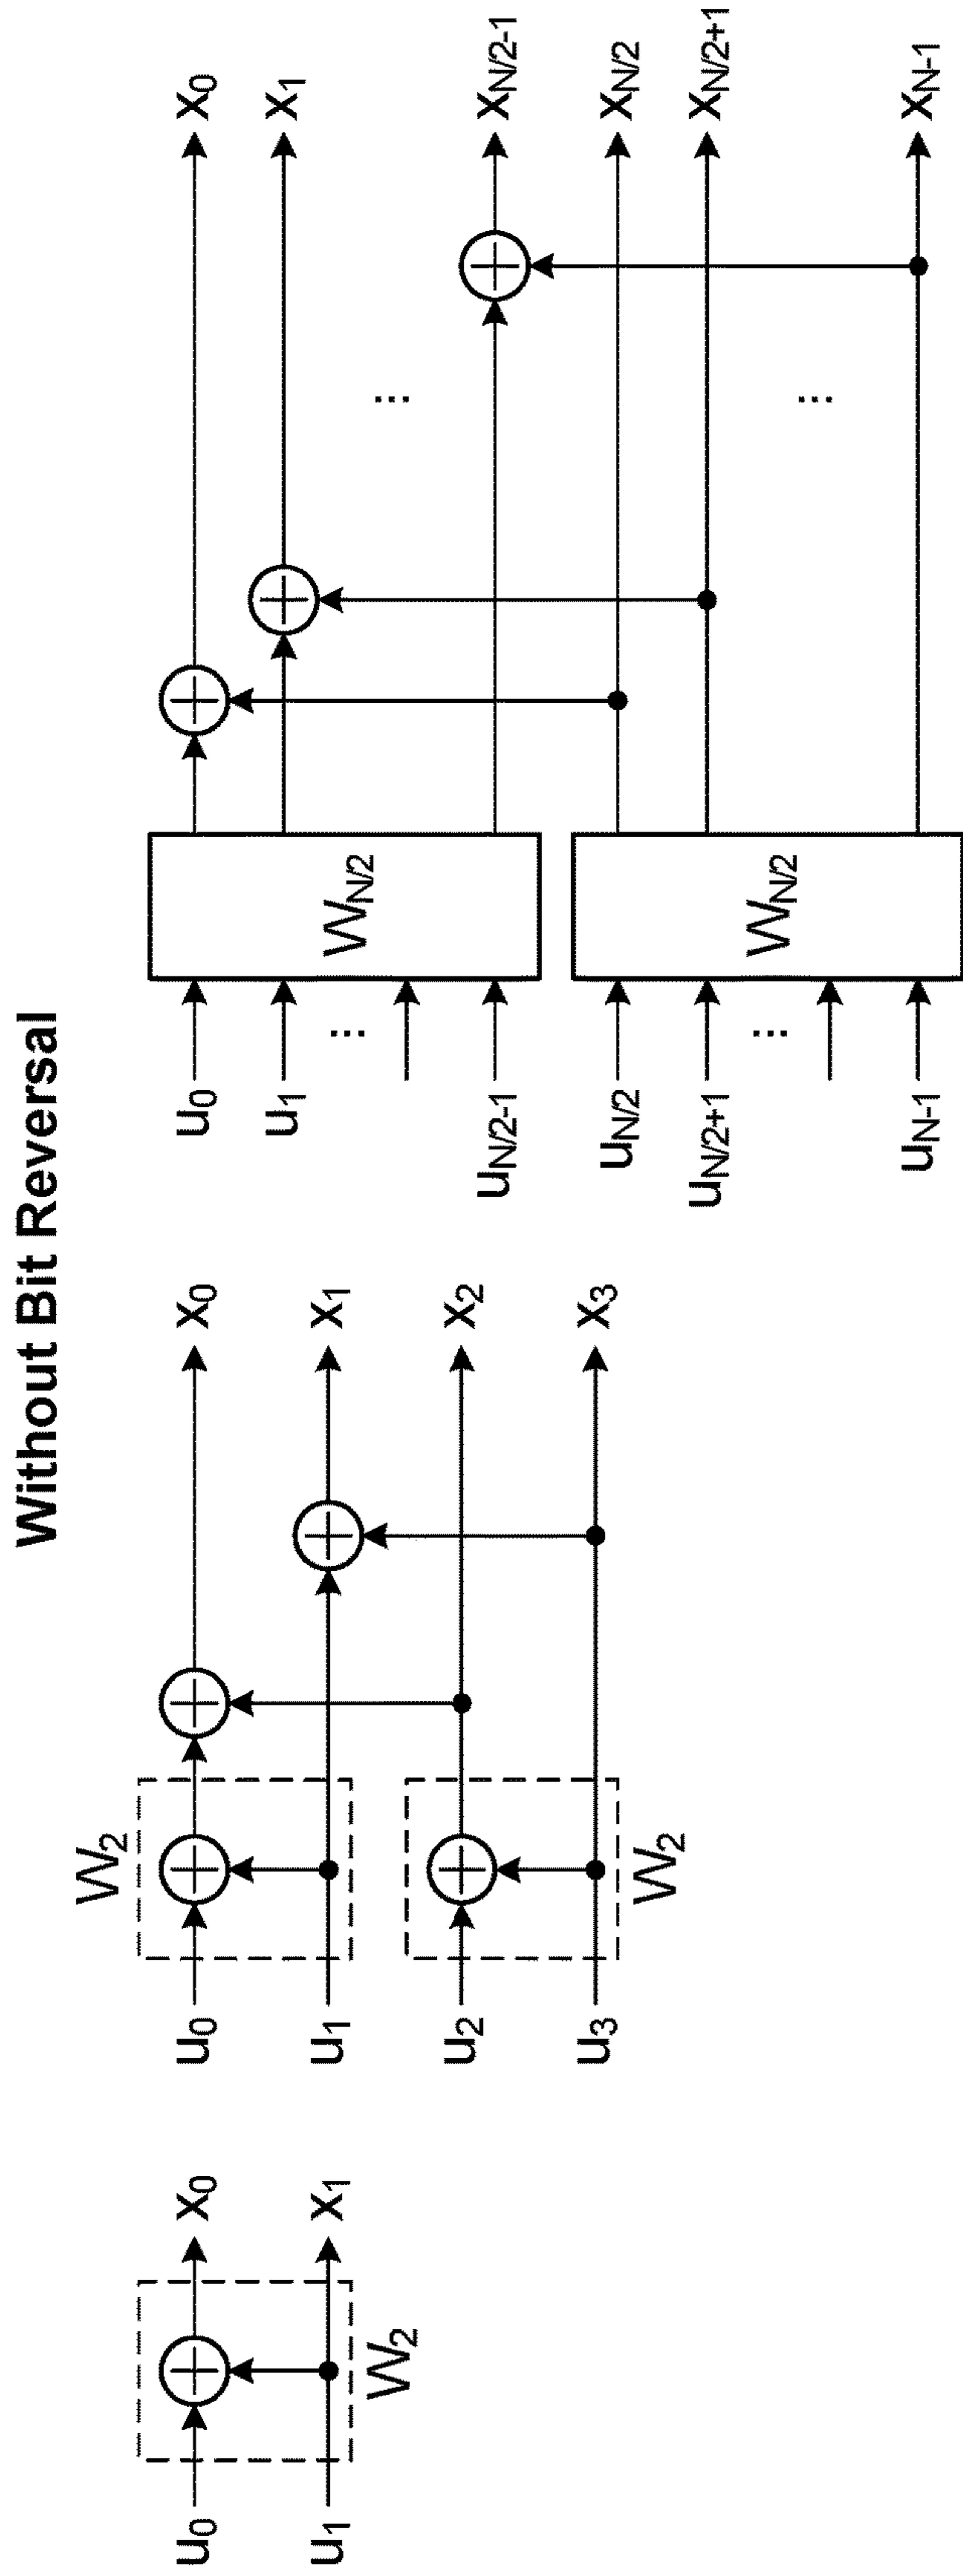 Without Bit Reversal
u0
x0
u1
x1
W2
W2
u0
x0
u1
x1
u2
x2
u3
x3
W2
u0
x0
u1
x1
...
...
WN/2
uN/2-1
xN/2-1
uN/2
xN/2
uN/2+1
xN/2+1
...
...
WN/2
uN-1
xN-1